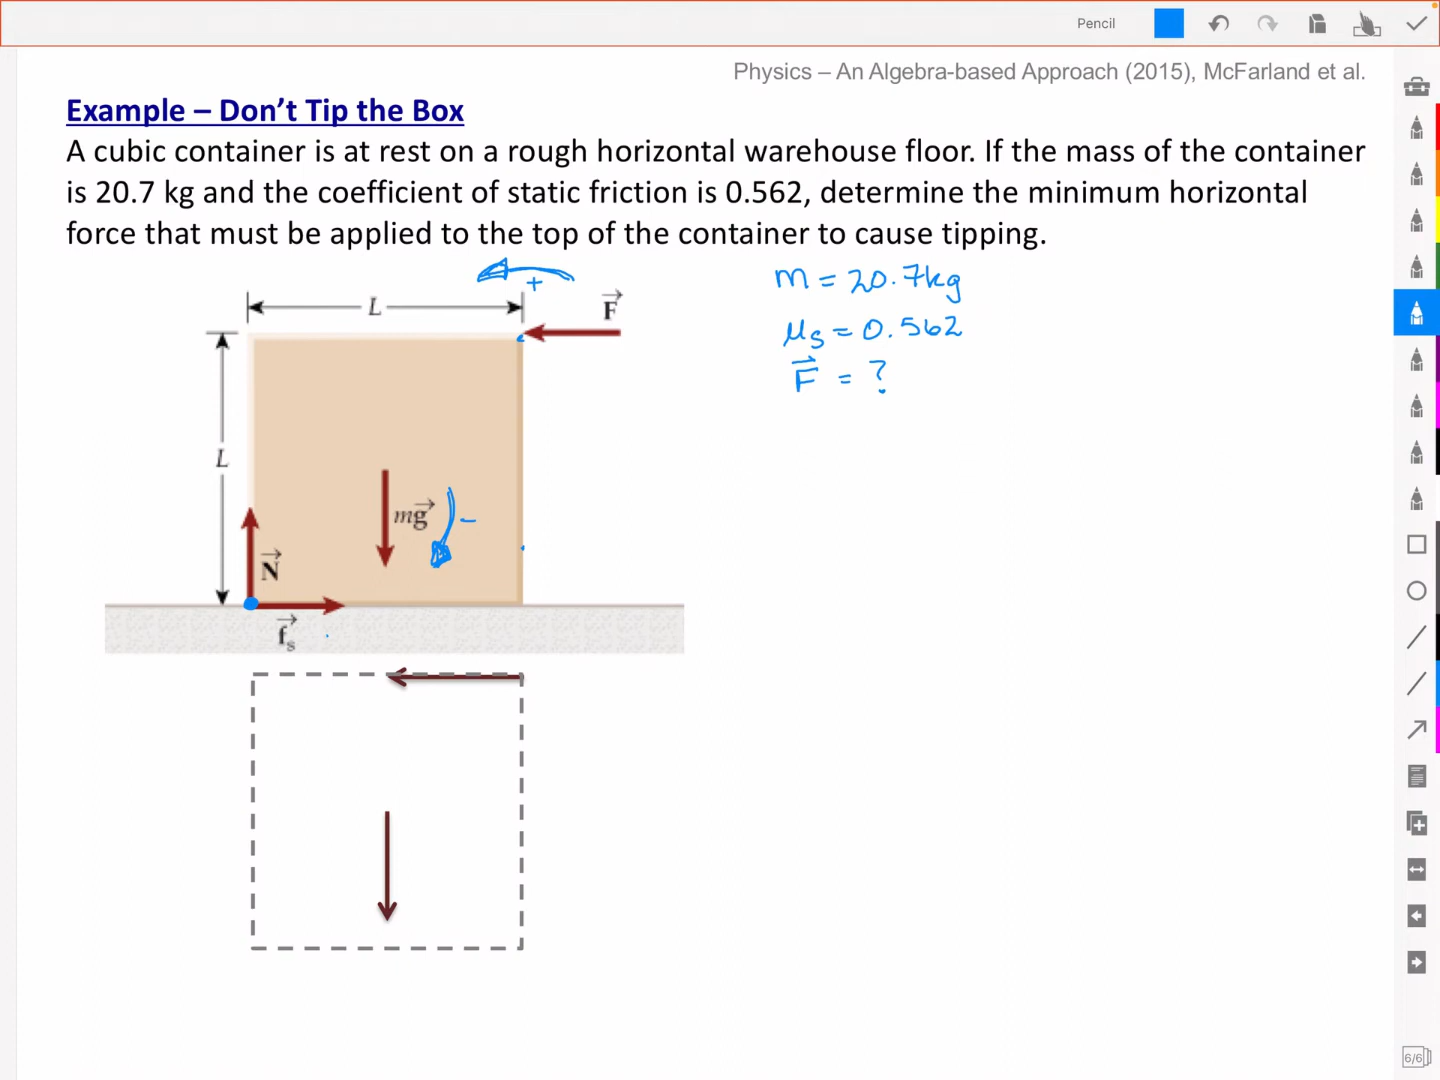 Pencil
Physics – An Algebra-based Approach (2015), McFarland et al.
Example – Don’t Tip the Box
A cubic container is at rest on a rough horizontal warehouse floor. If the mass of the container
is 20.7 kg and the coefficient of static friction is 0.562, determine the minimum horizontal
force that must be applied to the top of the container to cause tipping.
+
L
F⃗
m = 20.7kg
μs = 0.562
F⃗ = ?
L
mg⃗
-
N⃗
f⃗s
6/6